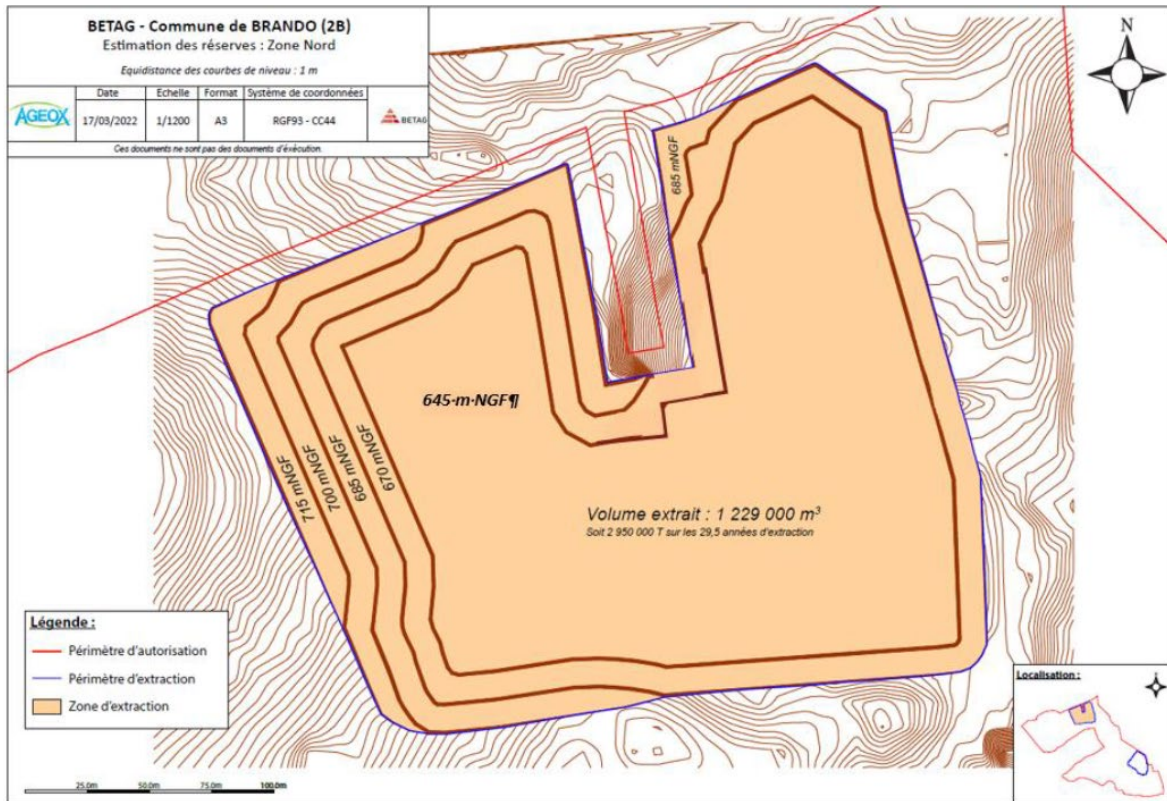 BETAG - Commune de BRANDO (2B)
Estimation des réserves : Zone Nord
Equidistance des courbes de niveau : 1 m
Date Echelle Format Système de coordonnées
AGEOX 17/03/2022 1/1200 A3 RGF93 - CC44 BETAG
Ces documents ne sont pas des documents d'éxécution.
N
685 mNGF
645·m·NGF¶
715 mNGF
700 mNGF
685 mNGF
670 mNGF
Volume extrait : 1 229 000 m³
Soit 2 950 000 T sur les 29,5 années d'extraction
Légende :
Périmètre d'autorisation
Périmètre d'extraction
Zone d'extraction
Localisation :
25.0m 50.0m 75.0m 100.0m